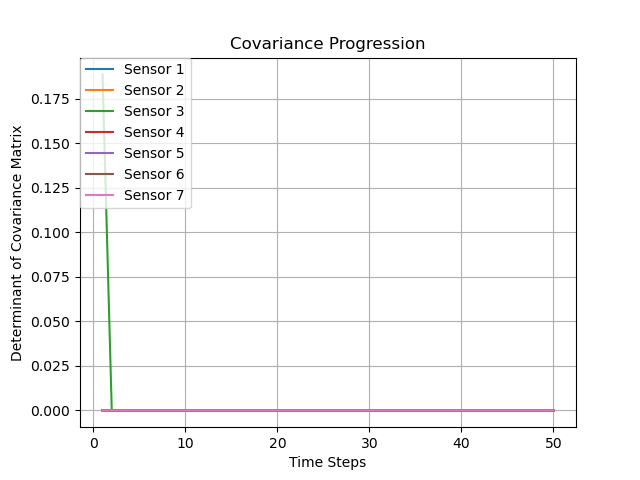 Covariance Progression
Sensor 1
Sensor 2
Sensor 3
Sensor 4
Sensor 5
Sensor 6
Sensor 7
Determinant of Covariance Matrix
0.175
0.150
0.125
0.100
0.075
0.050
0.025
0.000
0 10 20 30 40 50
Time Steps